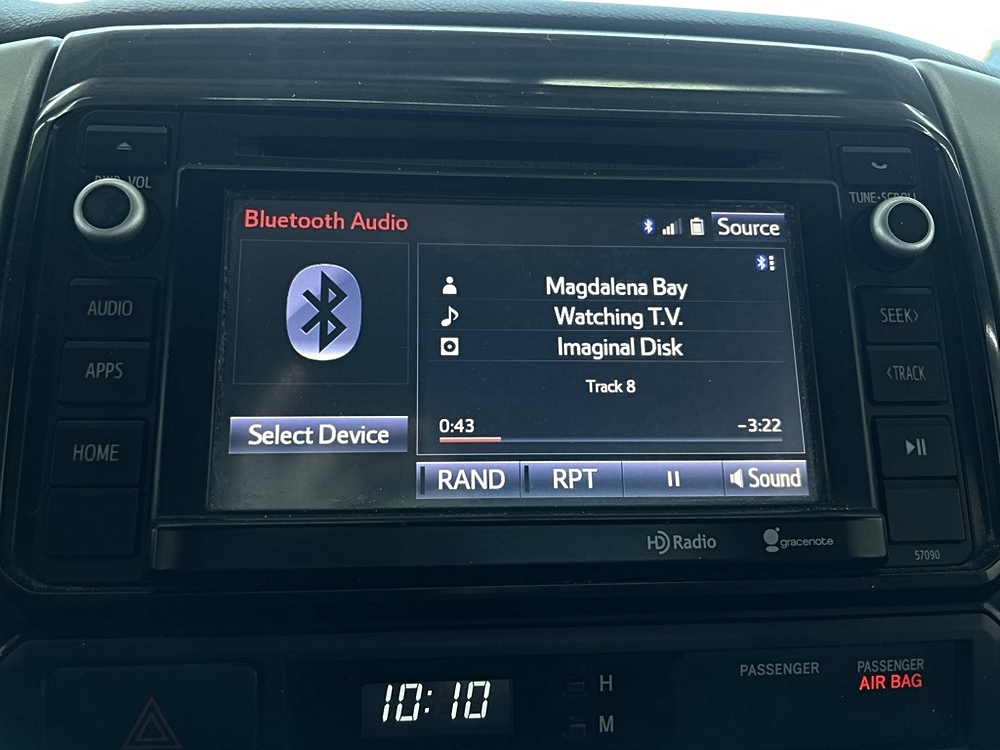 PWR·VOL
TUNE·SCROLL
Bluetooth Audio
Source
Magdalena Bay
Watching T.V.
Imaginal Disk
Track 8
0:43
-3:22
Select Device
RAND
RPT
Sound
AUDIO
APPS
HOME
SEEK>
<TRACK
HD Radio
gracenote
57090
10:10
H
M
PASSENGER
PASSENGER
AIR BAG